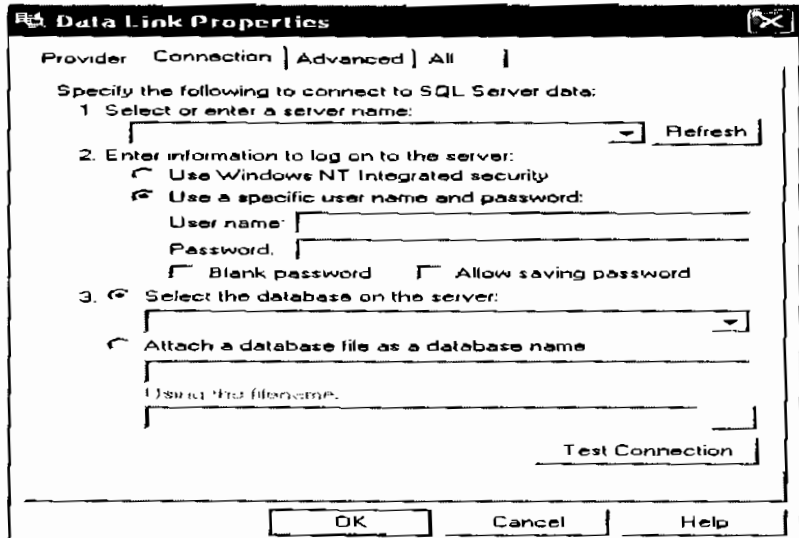 Data Link Properties
Provider Connection Advanced All
Specify the following to connect to SQL Server data:
1 Select or enter a server name:
Refresh
2. Enter information to log on to the server:
Use Windows NT Integrated security
Use a specific user name and password:
User name:
Password.
Blank password Allow saving password
3. Select the database on the server:
Attach a database file as a database name
Using the filename.
Test Connection
OK Cancel Help